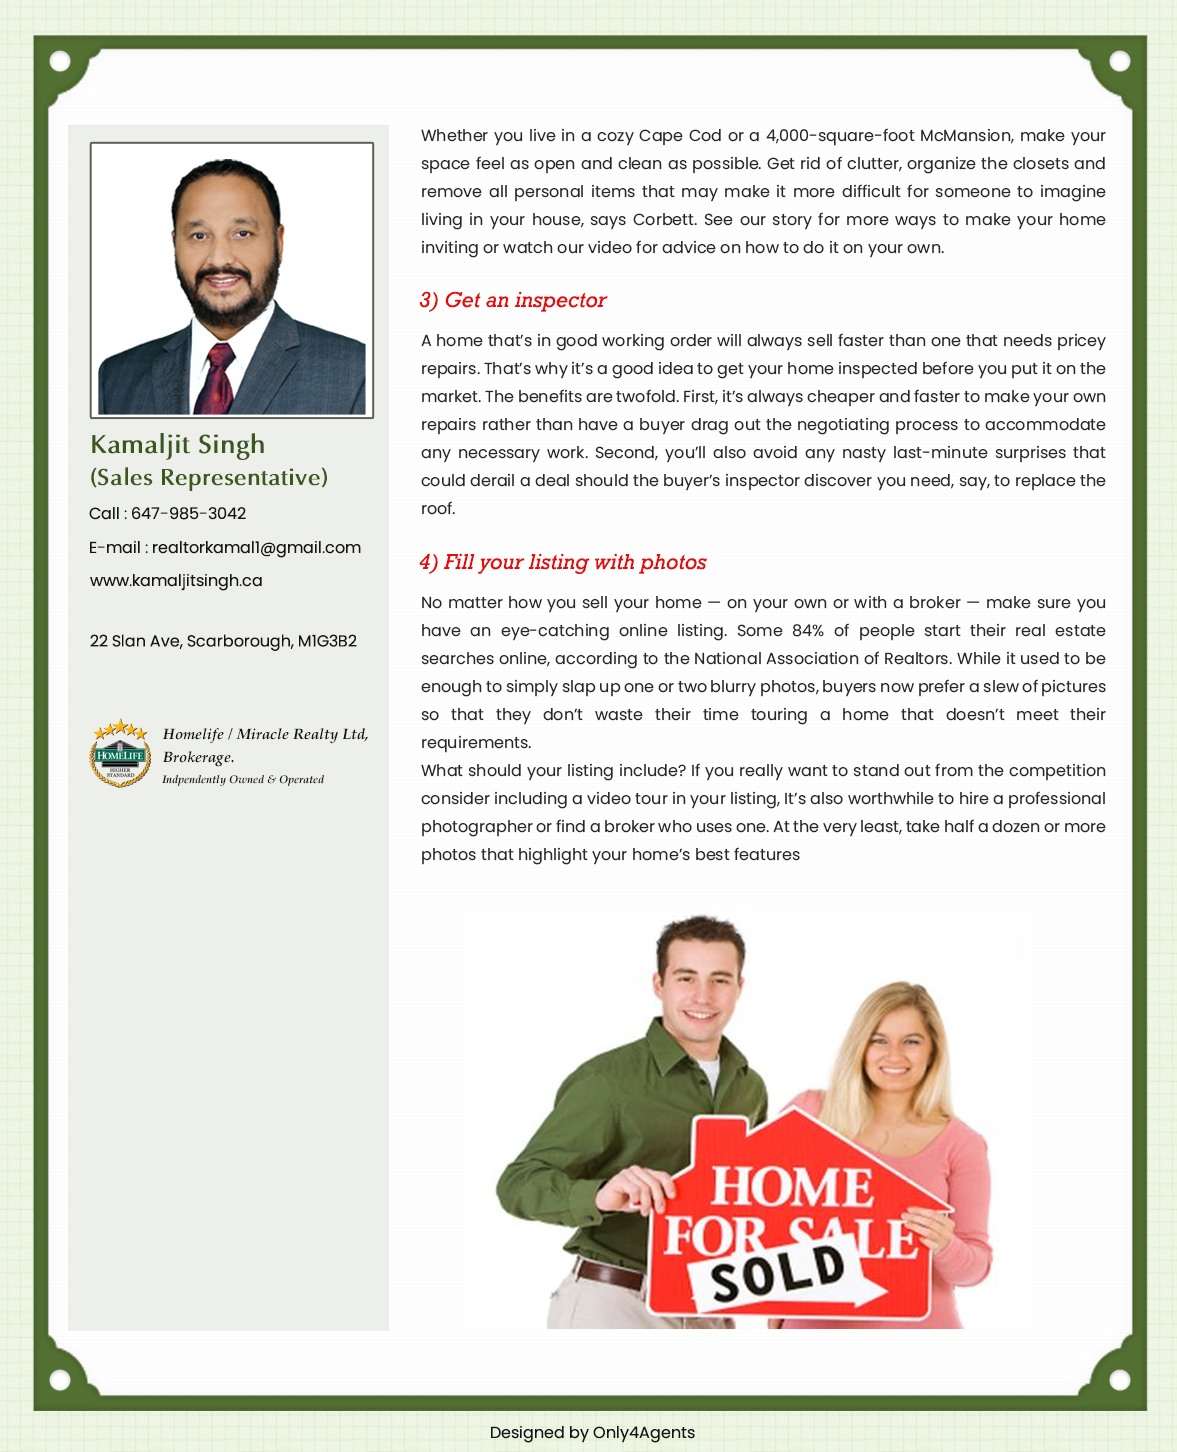 Kamaljit Singh
(Sales Representative)
Call : 647-985-3042
E-mail : realtorkamal1@gmail.com
www.kamaljitsingh.ca
22 Slan Ave, Scarborough, M1G3B2
HOMELIFE
HIGHER
STANDARD
Homelife / Miracle Realty Ltd,
Brokerage.
Indpendently Owned & Operated
Whether you live in a cozy Cape Cod or a 4,000-square-foot McMansion, make your
space feel as open and clean as possible. Get rid of clutter, organize the closets and
remove all personal items that may make it more difficult for someone to imagine
living in your house, says Corbett. See our story for more ways to make your home
inviting or watch our video for advice on how to do it on your own.
3) Get an inspector
A home that’s in good working order will always sell faster than one that needs pricey
repairs. That’s why it’s a good idea to get your home inspected before you put it on the
market. The benefits are twofold. First, it’s always cheaper and faster to make your own
repairs rather than have a buyer drag out the negotiating process to accommodate
any necessary work. Second, you’ll also avoid any nasty last-minute surprises that
could derail a deal should the buyer’s inspector discover you need, say, to replace the
roof.
4) Fill your listing with photos
No matter how you sell your home — on your own or with a broker — make sure you
have an eye-catching online listing. Some 84% of people start their real estate
searches online, according to the National Association of Realtors. While it used to be
enough to simply slap up one or two blurry photos, buyers now prefer a slew of pictures
so that they don’t waste their time touring a home that doesn’t meet their
requirements.
What should your listing include? If you really want to stand out from the competition
consider including a video tour in your listing, It’s also worthwhile to hire a professional
photographer or find a broker who uses one. At the very least, take half a dozen or more
photos that highlight your home’s best features
HOME
FOR SALE
SOLD
Designed by Only4Agents